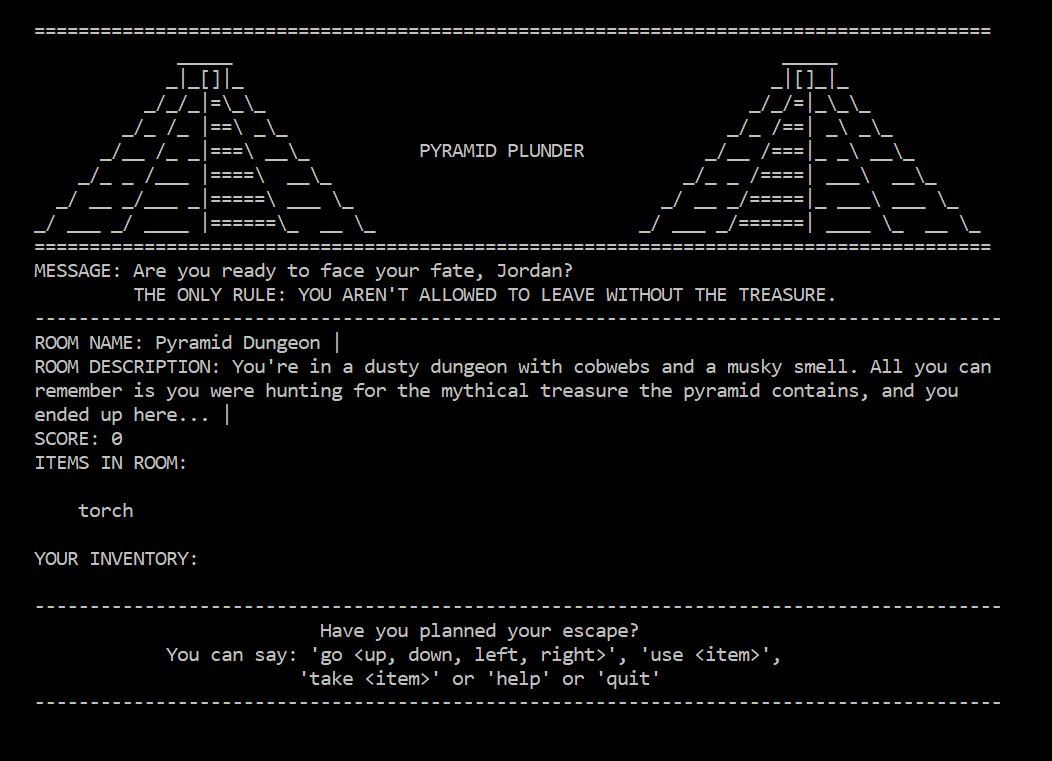 PYRAMID PLUNDER
MESSAGE: Are you ready to face your fate, Jordan?
THE ONLY RULE: YOU AREN'T ALLOWED TO LEAVE WITHOUT THE TREASURE.
ROOM NAME: Pyramid Dungeon |
ROOM DESCRIPTION: You're in a dusty dungeon with cobwebs and a musky smell. All you can
remember is you were hunting for the mythical treasure the pyramid contains, and you
ended up here... |
SCORE: 0
ITEMS IN ROOM:
torch
YOUR INVENTORY:
Have you planned your escape?
You can say: 'go <up, down, left, right>', 'use <item>',
'take <item>' or 'help' or 'quit'